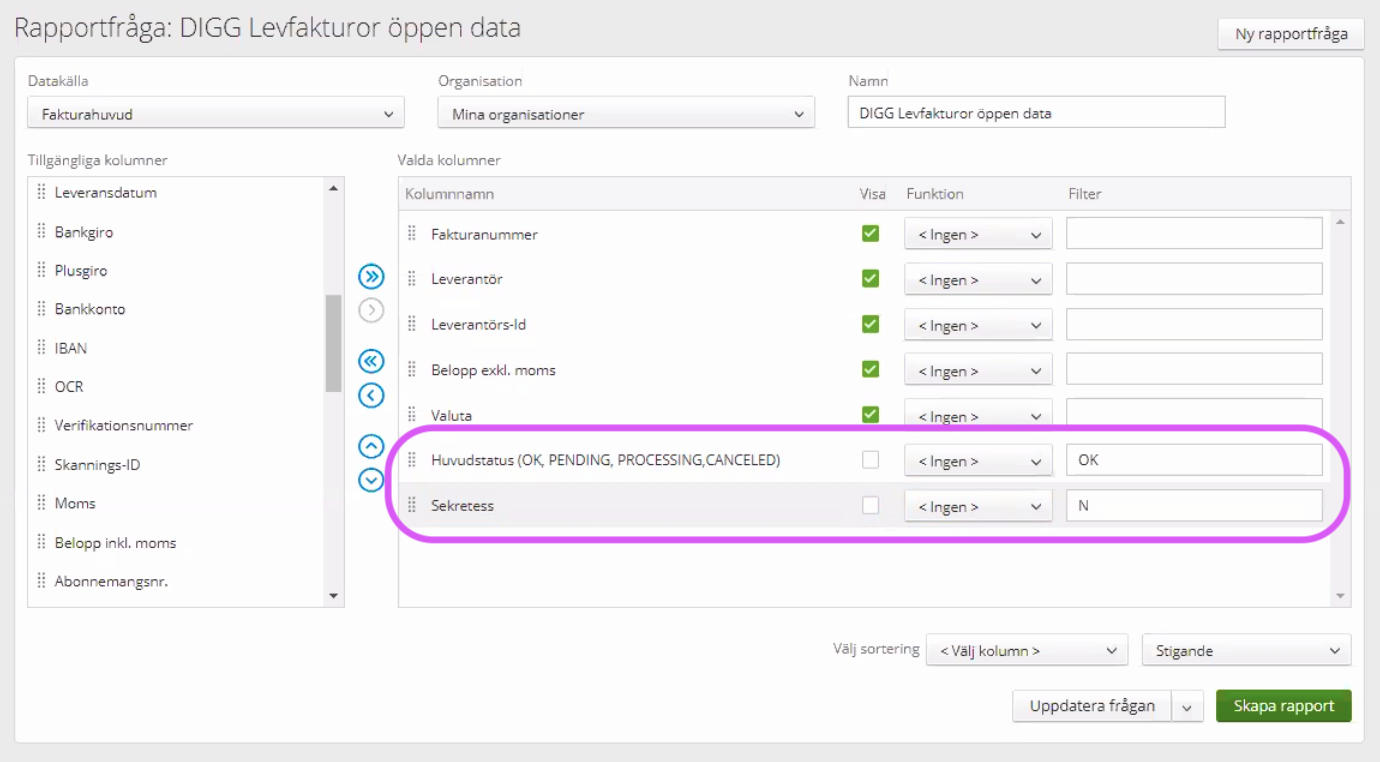 Rapportfråga: DIGG Levfakturor öppen data
Ny rapportfråga
Datakälla
Organisation
Namn
Fakturahuvud
Mina organisationer
DIGG Levfakturor öppen data
Tillgängliga kolumner
Leveransdatum
Bankgiro
Plusgiro
Bankkonto
IBAN
OCR
Verifikationsnummer
Skannings-ID
Moms
Belopp inkl. moms
Abonnemangsnr.
Valda kolumner
Kolumnnamn Visa Funktion Filter
Fakturanummer < Ingen >
Leverantör < Ingen >
Leverantörs-Id < Ingen >
Belopp exkl. moms < Ingen >
Valuta < Ingen >
Huvudstatus (OK, PENDING, PROCESSING,CANCELED) < Ingen > OK
Sekretess < Ingen > N
Välj sortering < Välj kolumn > Stigande
Uppdatera frågan Skapa rapport